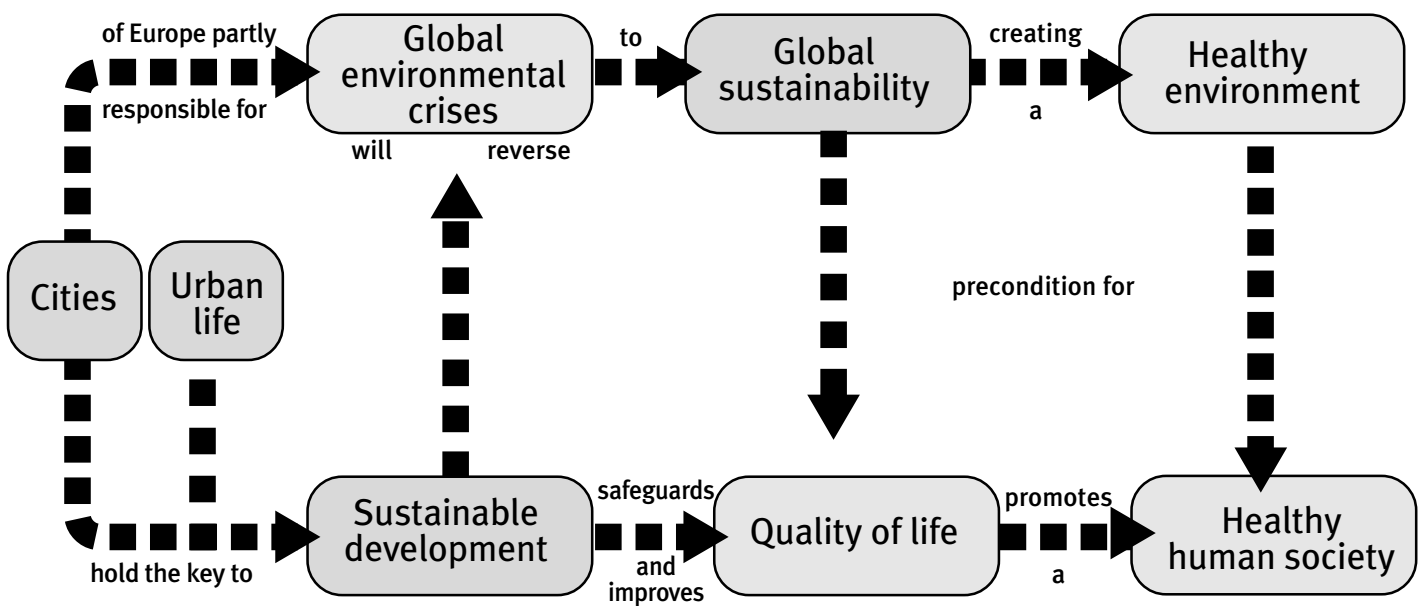 of Europe partly
responsible for
Global
environmental
crises
to
Global
sustainability
creating
a
Healthy
environment
will reverse
Cities
Urban
life
precondition for
hold the key to
Sustainable
development
safeguards
and
improves
Quality of life
promotes
a
Healthy
human society